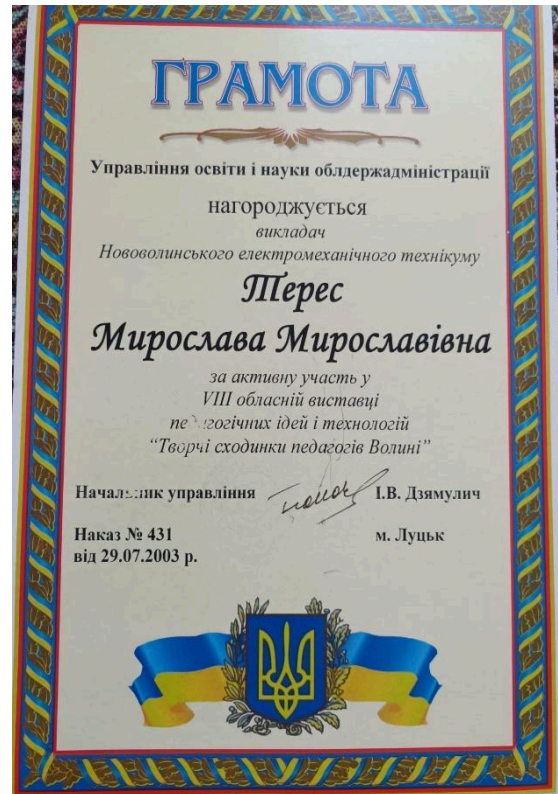 ГРАМОТА
Управління освіти і науки облдержадміністрації
нагороджується
викладач
Нововолинського електромеханічного технікуму
Терес
Мирослава Мирославівна
за активну участь у
VIII обласній виставці
педагогічних ідей і технологій
“Творчі сходинки педагогів Волині”
Начальник управління І.В. Дзямулич
Наказ № 431 м. Луцьк
від 29.07.2003 р.